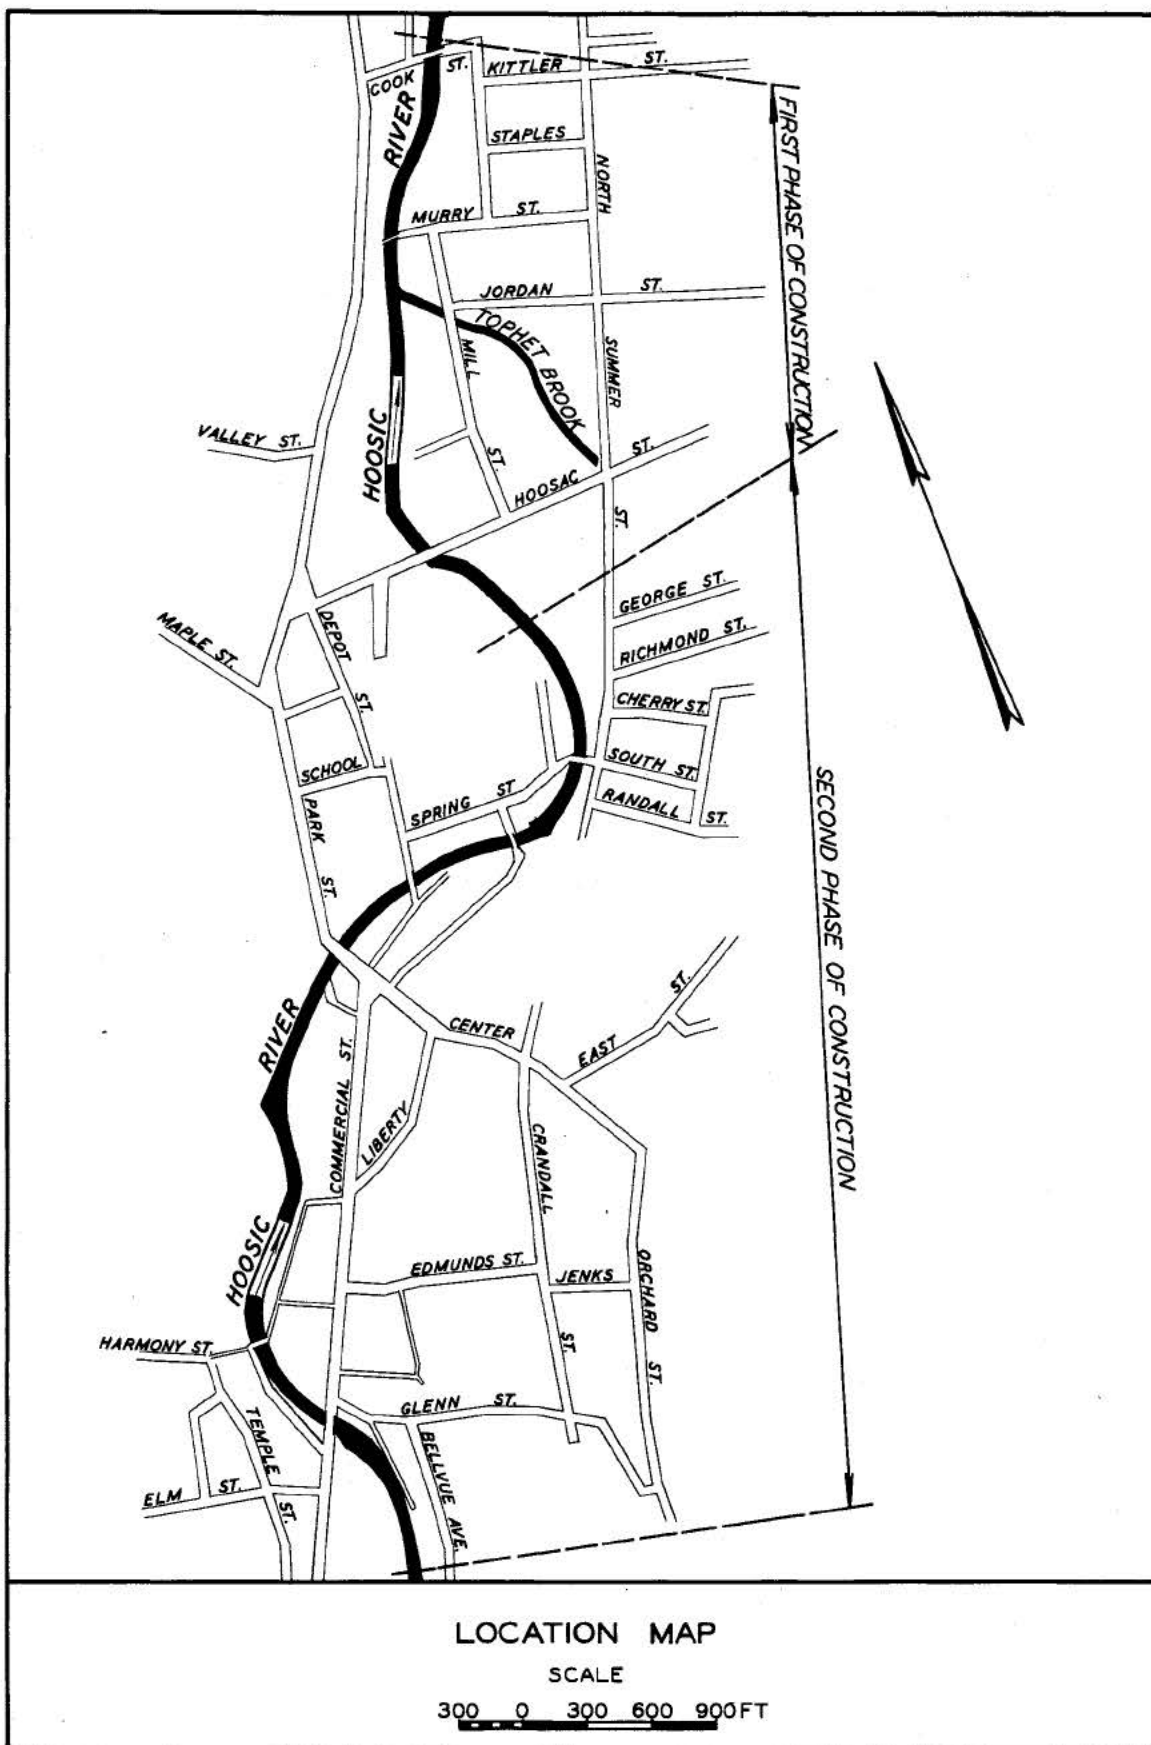 COOK ST.
KITTLER ST.
RIVER
STAPLES
NORTH
MURRY ST.
FIRST PHASE OF CONSTRUCTION
JORDAN ST.
TOPHET BROOK
MILL ST.
SUMMER ST.
VALLEY ST.
HOOSIC
HOOSAC ST.
GEORGE ST.
MAPLE ST.
DEPOT ST.
RICHMOND ST.
CHERRY ST.
SCHOOL
SOUTH ST.
SPRING ST
RANDALL ST.
PARK ST.
SECOND PHASE OF CONSTRUCTION
RIVER
CENTER
EAST ST.
COMMERCIAL ST.
LIBERTY
CRANDALL ST.
HOOSIC
EDMUNDS ST.
JENKS
ORCHARD ST.
HARMONY ST.
GLENN ST.
TEMPLE ST.
BELLVUE AVE.
ELM ST.
LOCATION MAP
SCALE
300 0 300 600 900FT